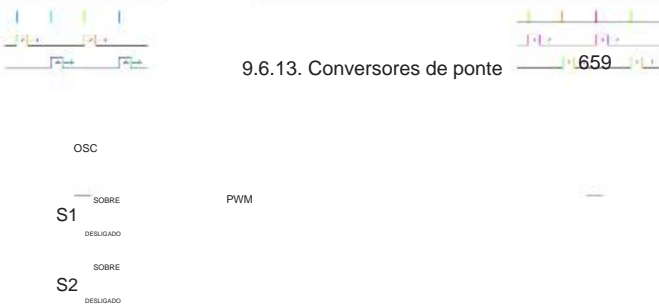 9.6.13. Conversores de ponte 659
OSC
SOBRE PWM
S1
DESLIGADO
SOBRE
S2
DESLIGADO